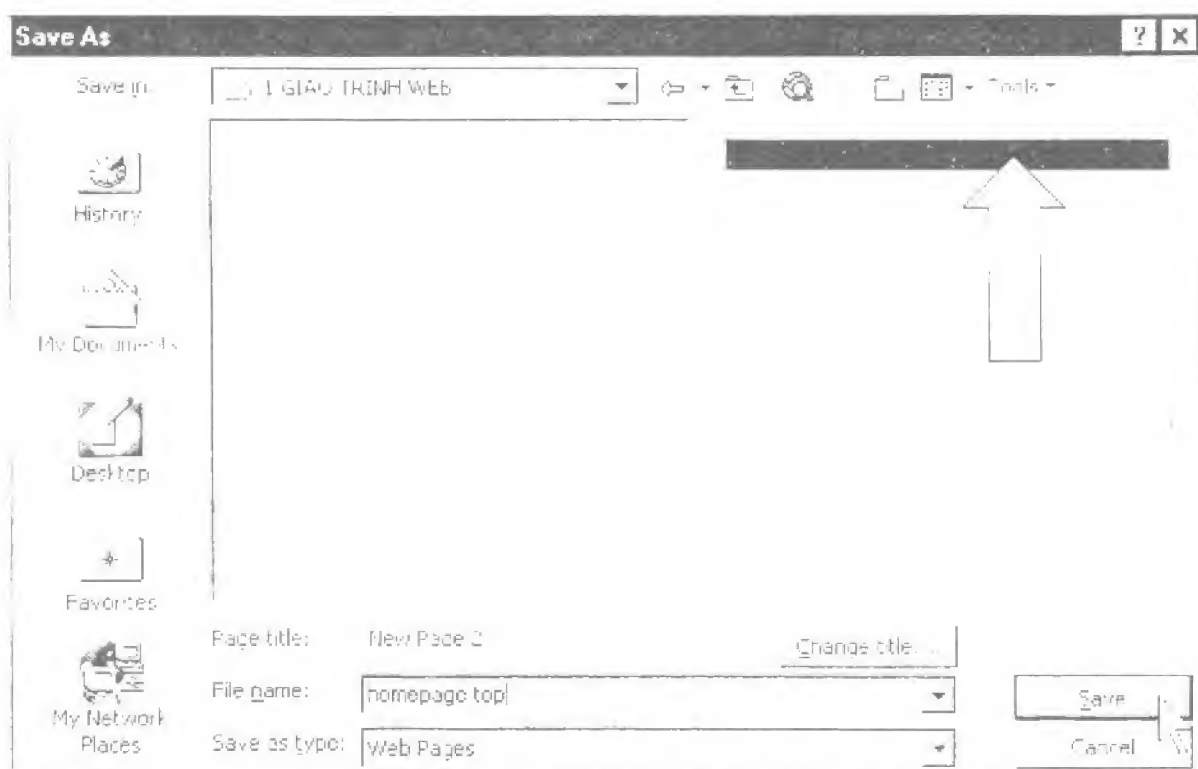 Save As
Save in:
1 GIAO TRINH WEB
Tools
History
My Documents
Desktop
Favorites
My Network
Places
Page title:
New Page 2
Change title...
File name:
homepage top
Save
Save as type:
Web Pages
Cancel